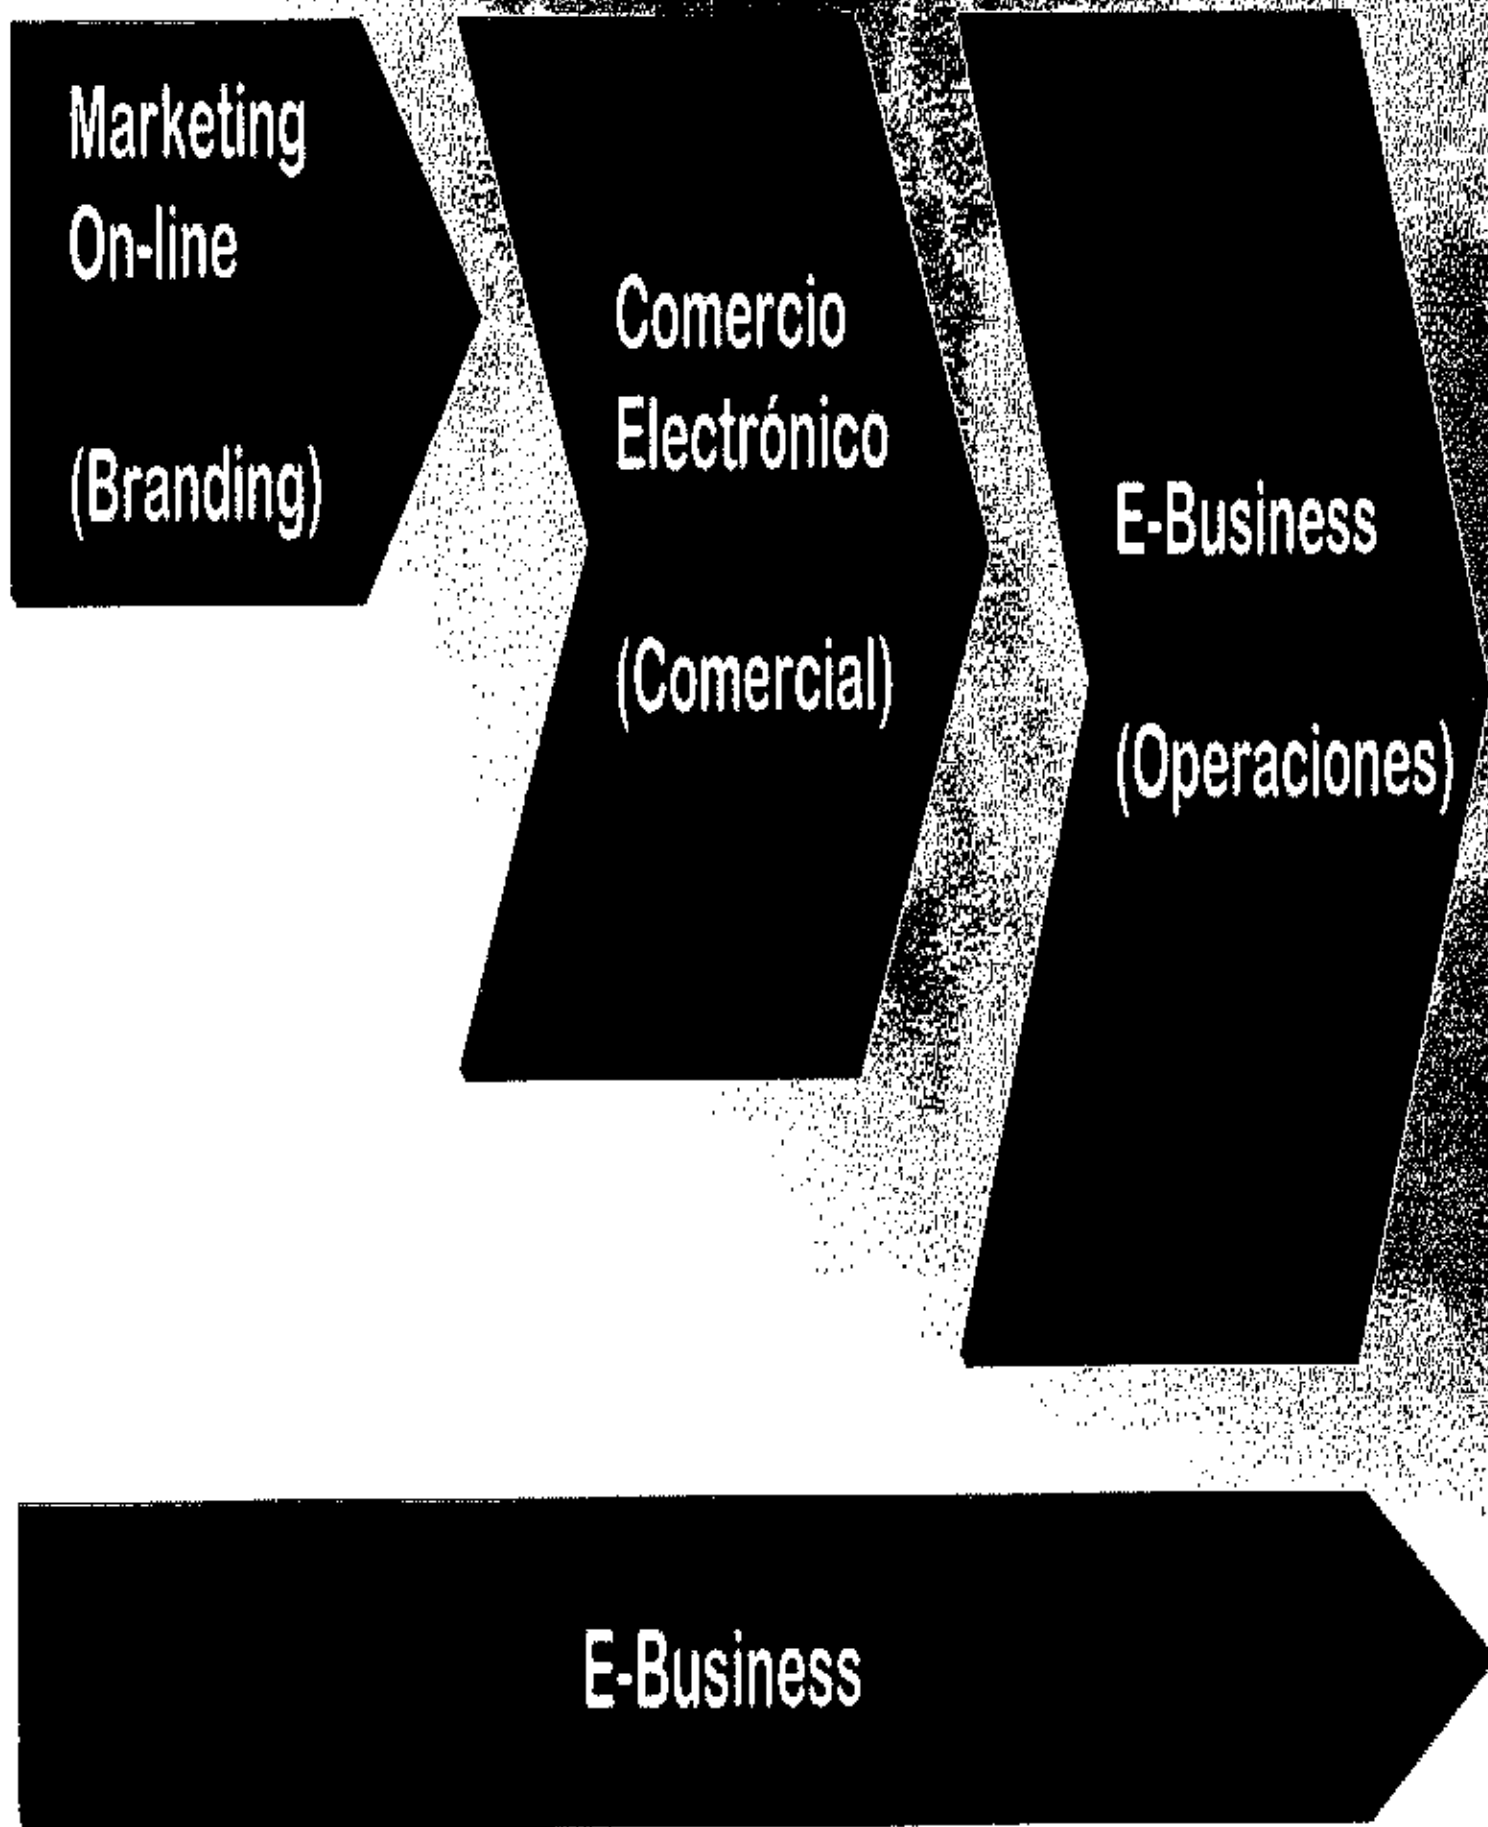 Marketing
On-line
(Branding)
Comercio
Electrónico
(Comercial)
E-Business
(Operaciones)
E-Business